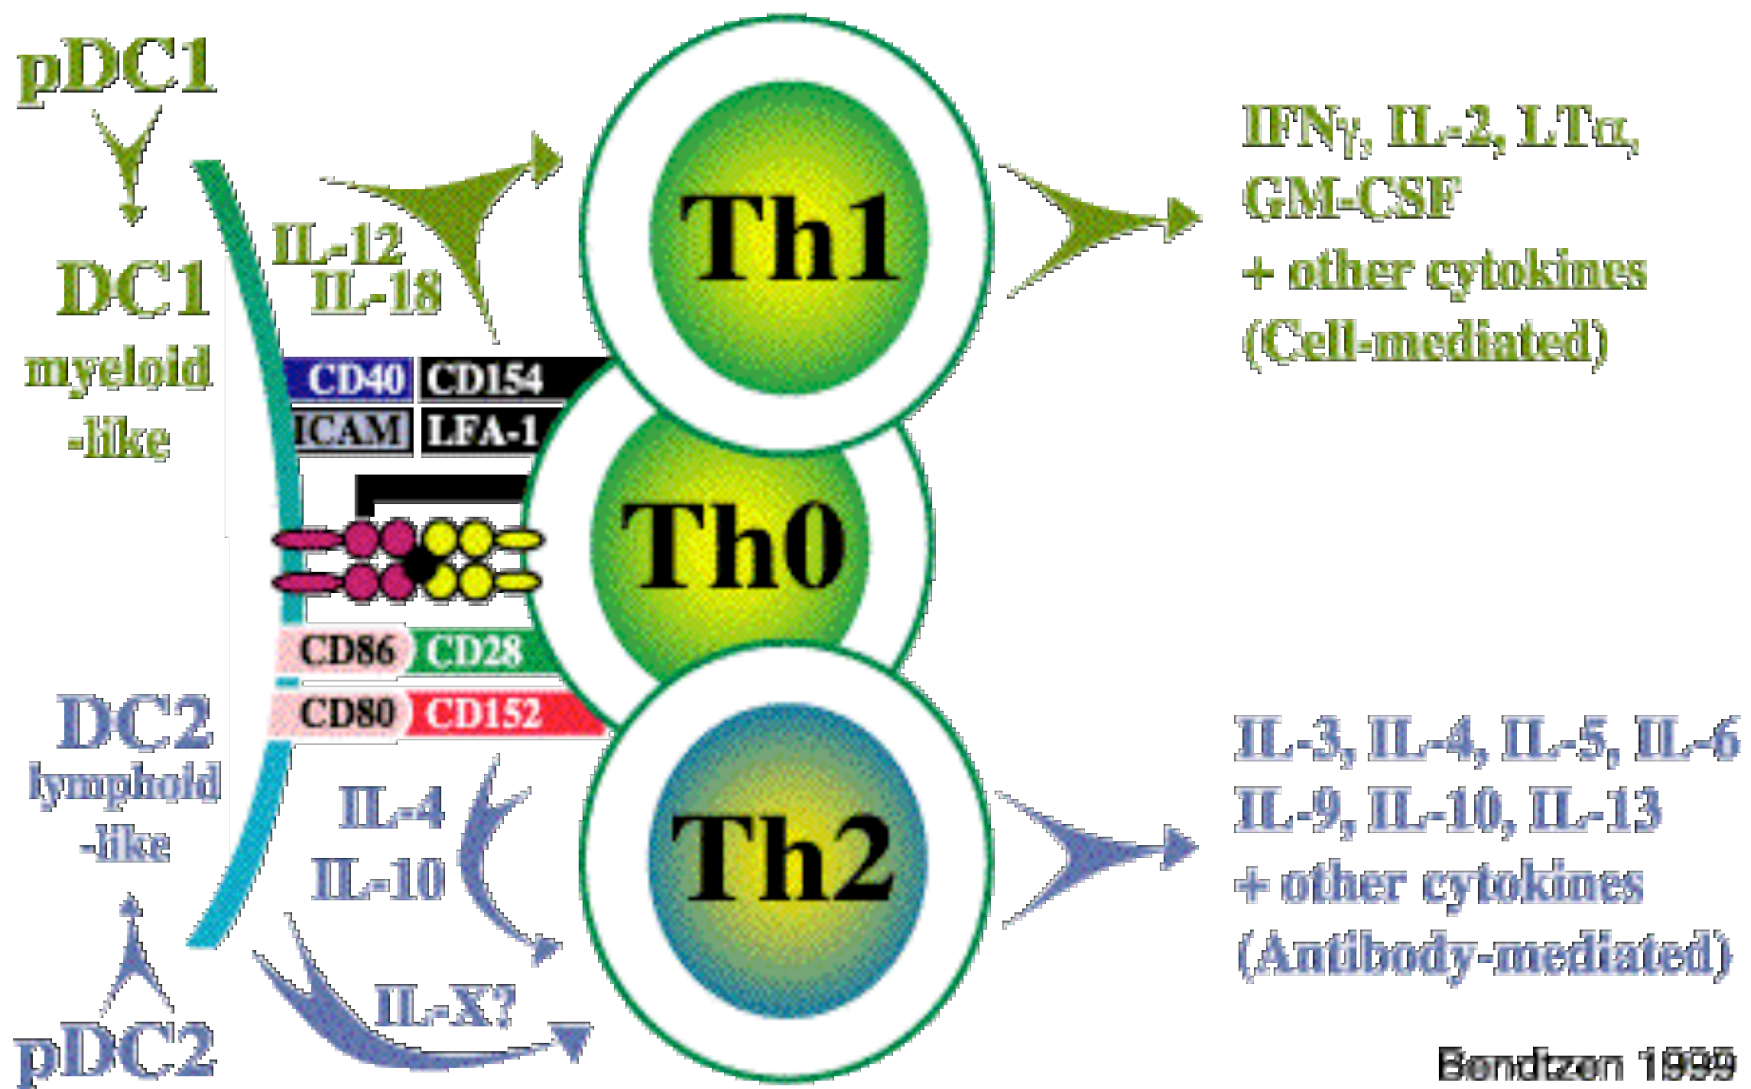 pDC1
DC1
myeloid
-like
IL-12
IL-18
Th1
IFNγ, IL-2, LTα,
GM-CSF
+ other cytokines
(Cell-mediated)
CD40 CD154
ICAM LFA-1
Th0
CD86 CD28
CD80 CD152
DC2
lymphoid
-like
pDC2
IL-4
IL-10
IL-X?
Th2
IL-3, IL-4, IL-5, IL-6
IL-9, IL-10, IL-13
+ other cytokines
(Antibody-mediated)
Bendtzen 1999